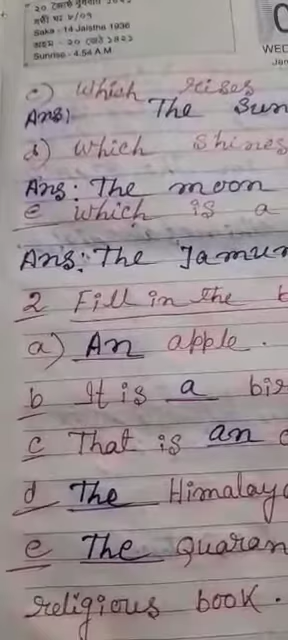 Saka : 14 Jaistha 1936
Sunrise - 4.54 A.M
WED
c) Which rises
Ans: The Sun
d) Which Shines
Ans: The moon
e which is a
Ans: The Jamun
2 Fill in the b
a) An apple.
b It is a bir
c That is an
d The Himalaya
e The Quaran
religious book.